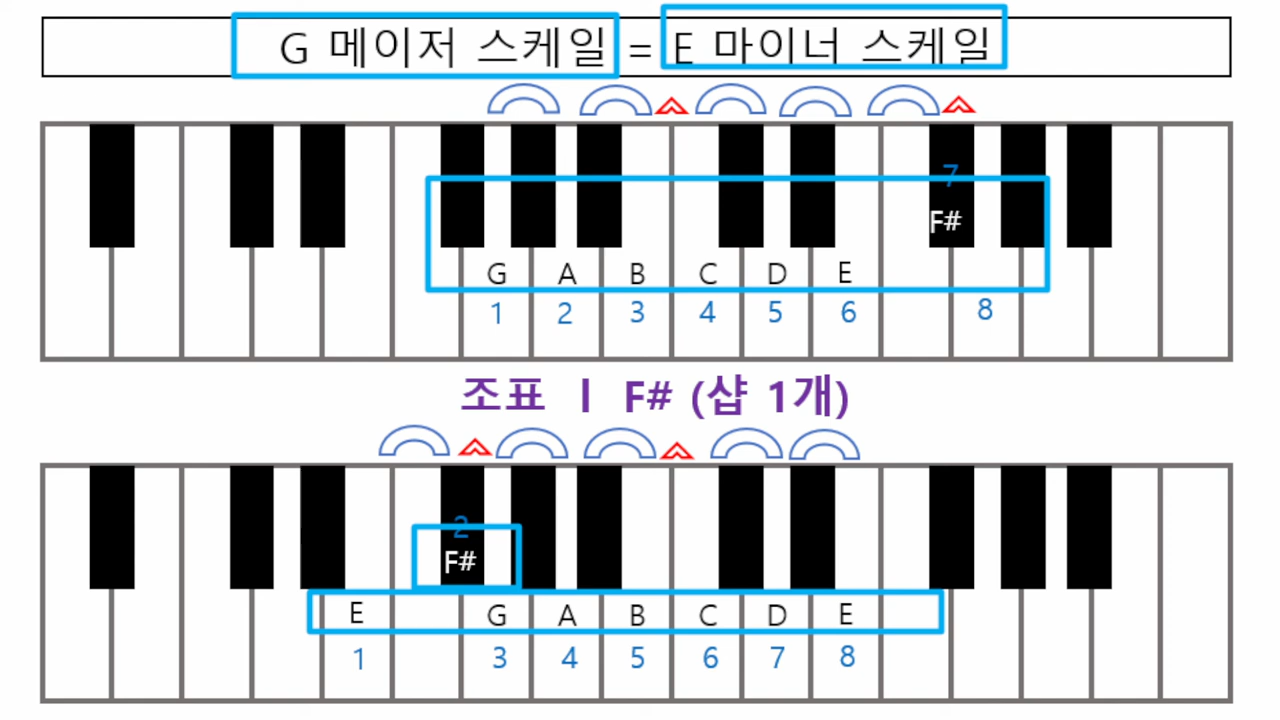 G 메이저 스케일 = E 마이너 스케일
7
F#
G A B C D E
1 2 3 4 5 6 8
조표 ㅣ F# (샵 1개)
2
F#
E G A B C D E
1 3 4 5 6 7 8